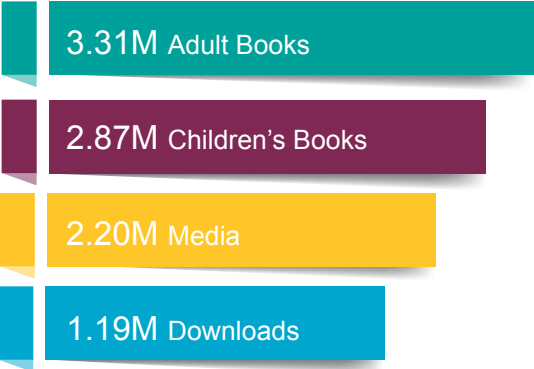 3.31M Adult Books
2.87M Children's Books
2.20M Media
1.19M Downloads